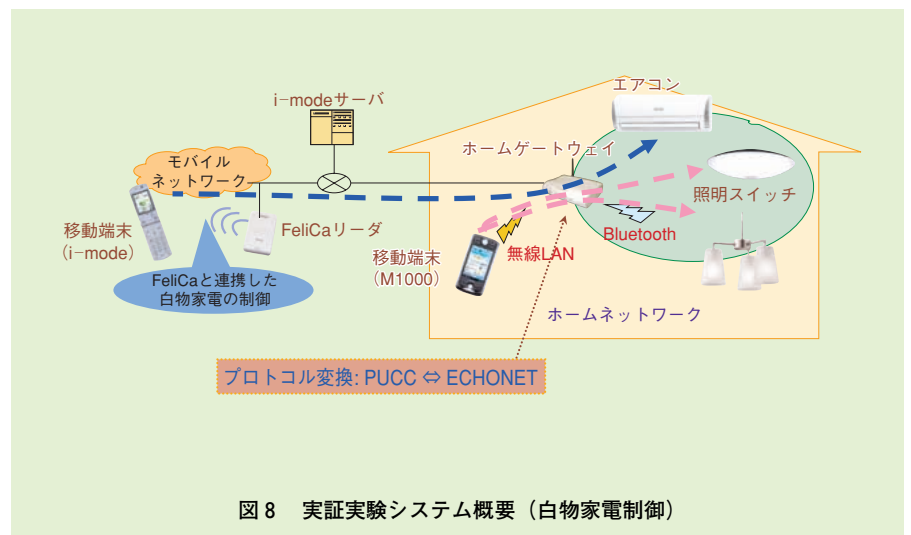 i-modeサーバ
エアコン
ホームゲートウェイ
モバイル
ネットワーク
照明スイッチ
移動端末
(i-mode)
FeliCaリーダ
無線LAN
Bluetooth
移動端末
(M1000)
FeliCaと連携した
白物家電の制御
ホームネットワーク
プロトコル変換: PUCC ⇔ ECHONET
図8 実証実験システム概要（白物家電制御）